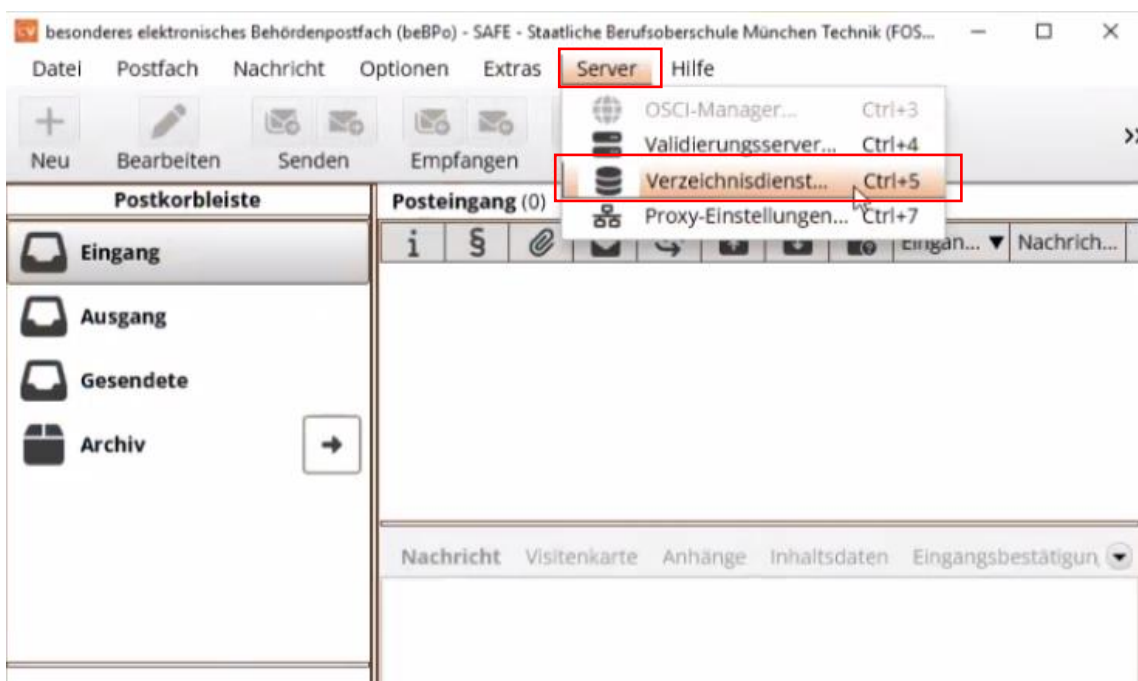 besonderes elektronisches Behördenpostfach (beBPo) - SAFE - Staatliche Berufsoberschule München Technik (FOS...
Datei Postfach Nachricht Optionen Extras Server Hilfe
OSCI-Manager... Ctrl+3
Validierungsserver... Ctrl+4
Verzeichnisdienst... Ctrl+5
Proxy-Einstellungen... Ctrl+7
Neu Bearbeiten Senden Empfangen
Postkorbleiste
Posteingang (0)
i § Eingan... ▼ Nachrich...
Eingang
Ausgang
Gesendete
Archiv
Nachricht Visitenkarte Anhänge Inhaltsdaten Eingangsbestätigun